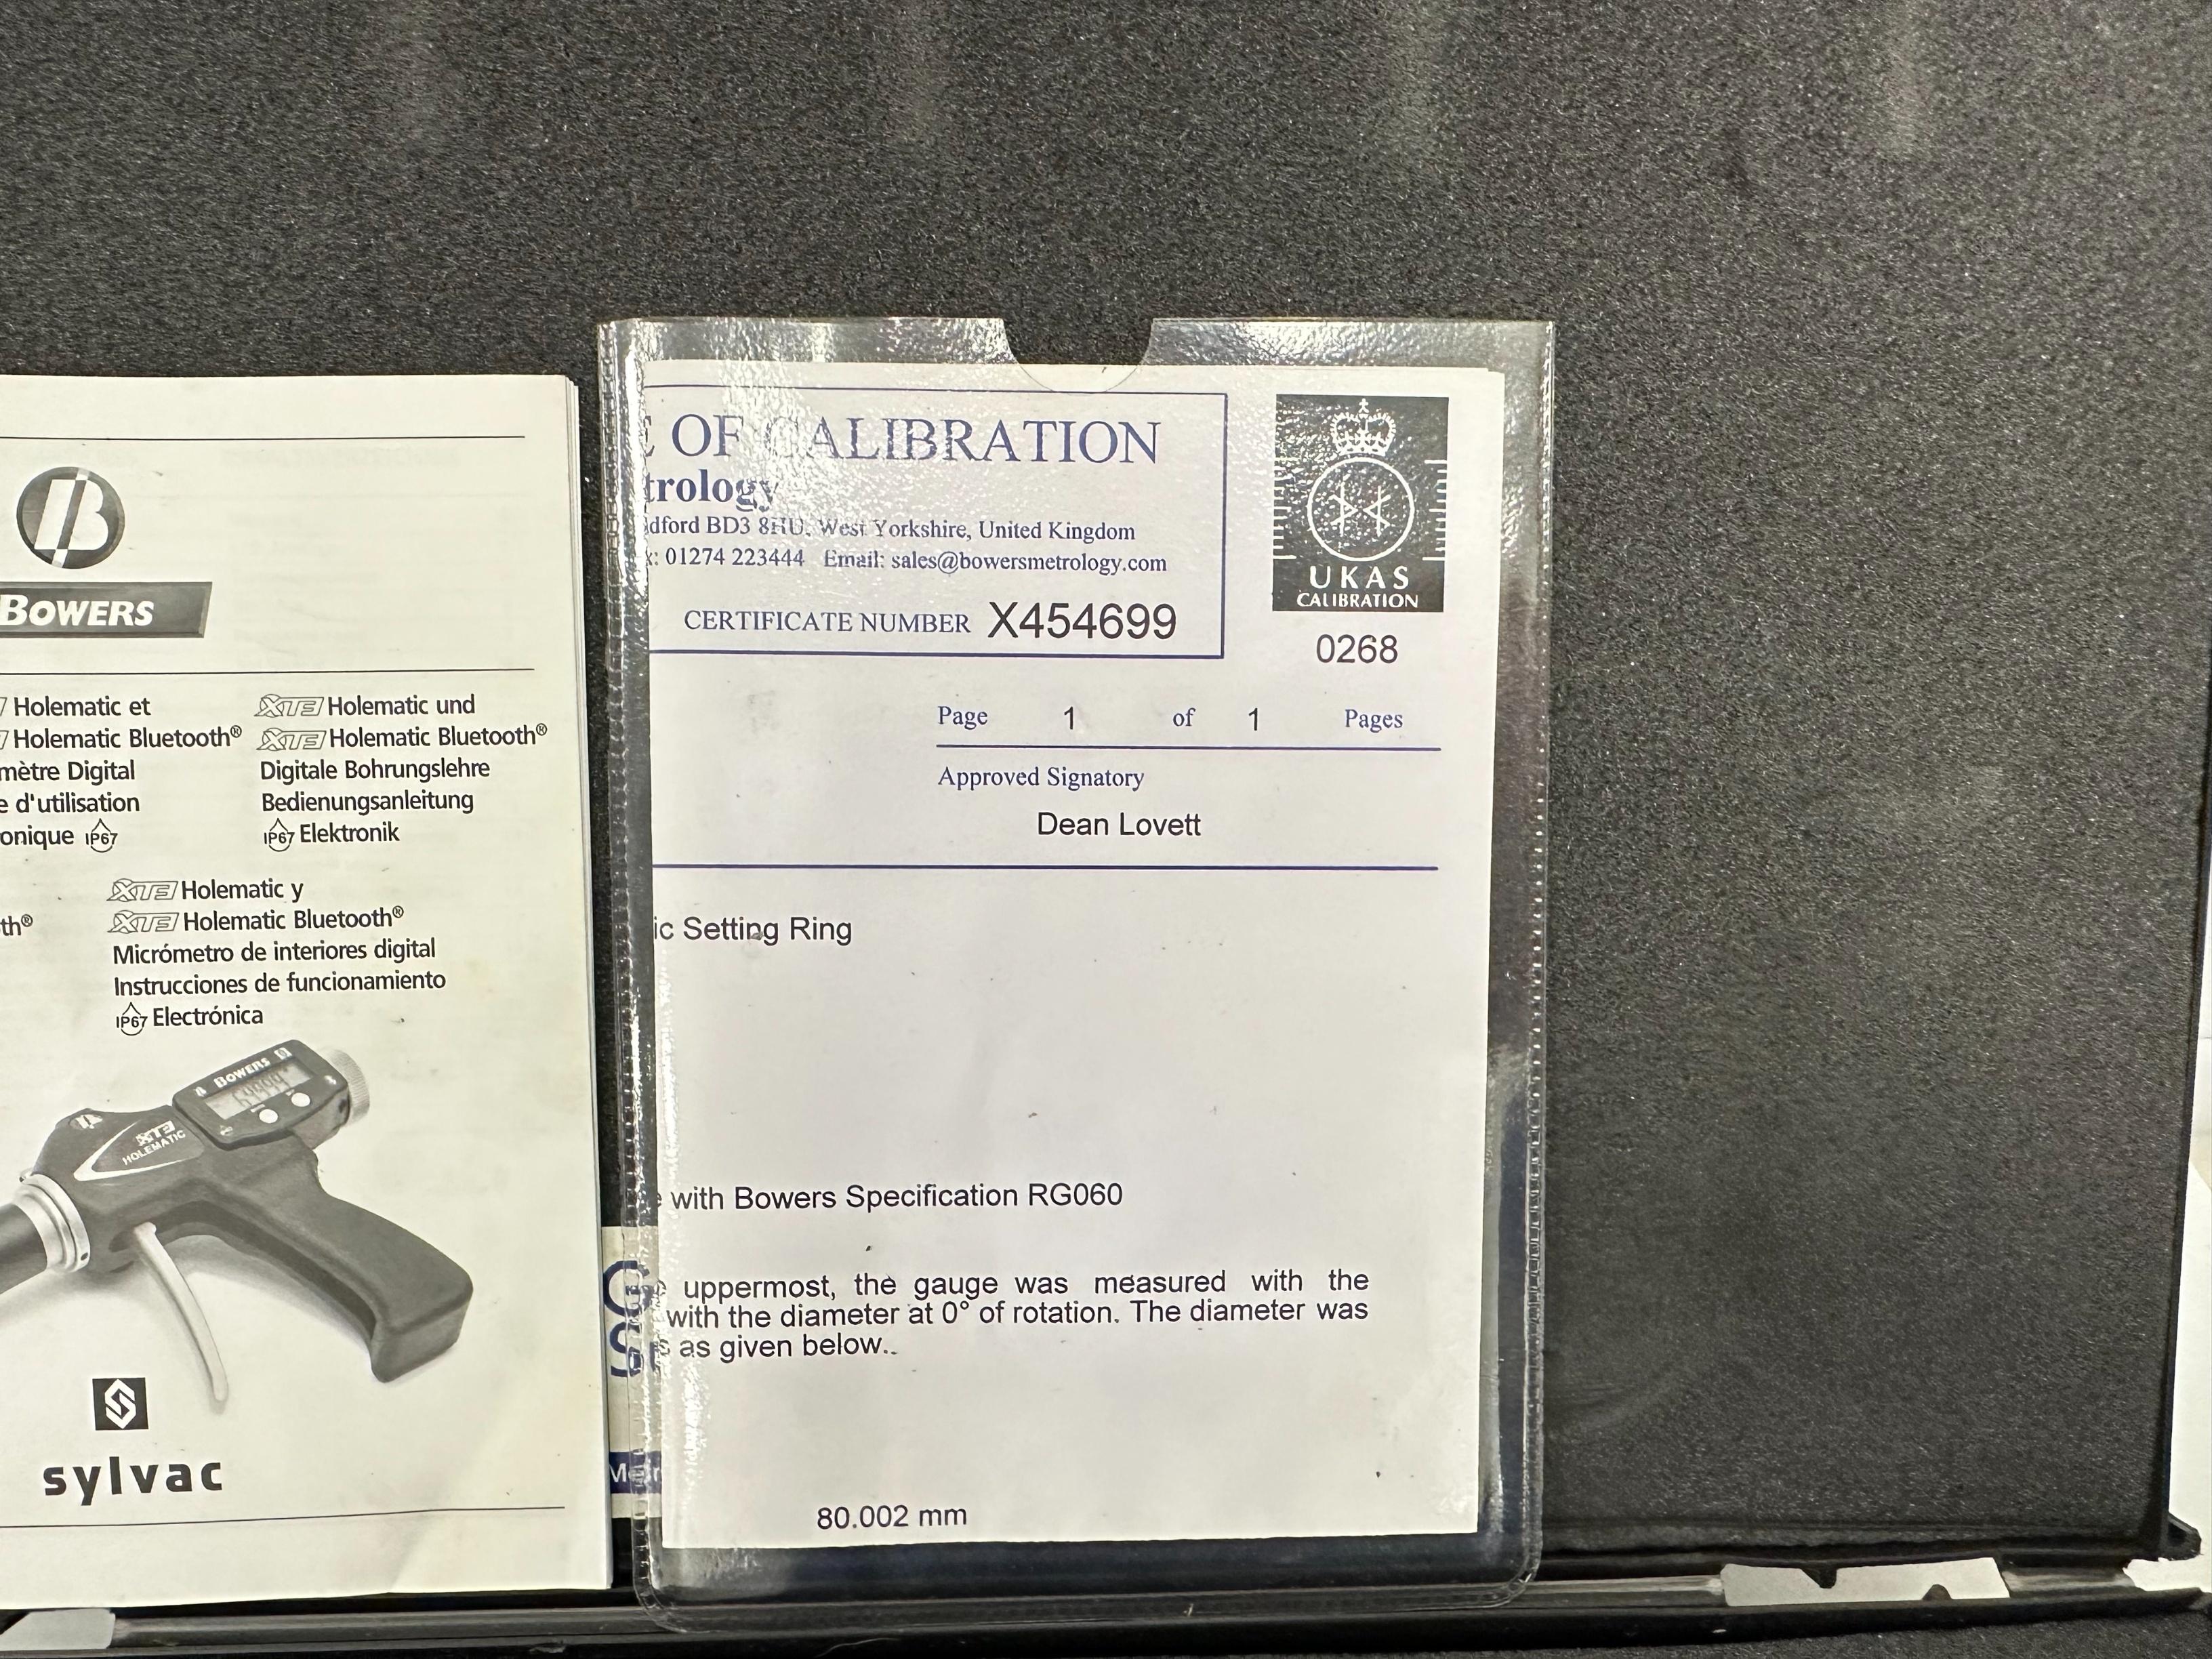 BOWERS
Holematic et
Holematic Bluetooth®
mètre Digital
e d'utilisation
onique IP67
XT3 Holematic und
XT3 Holematic Bluetooth®
Digitale Bohrungslehre
Bedienungsanleitung
IP67 Elektronik
th®
XT3 Holematic y
XT3 Holematic Bluetooth®
Micrómetro de interiores digital
Instrucciones de funcionamiento
IP67 Electrónica
BOWERS
XT3
HOLEMATIC
sylvac
E OF CALIBRATION
trology
dford BD3 8HU, West Yorkshire, United Kingdom
x: 01274 223444 Email: sales@bowersmetrology.com
CERTIFICATE NUMBER X454699
UKAS
CALIBRATION
0268
Page 1 of 1 Pages
Approved Signatory
Dean Lovett
ic Setting Ring
e with Bowers Specification RG060
e uppermost, the gauge was measured with the
with the diameter at 0° of rotation. The diameter was
s as given below..
80.002 mm